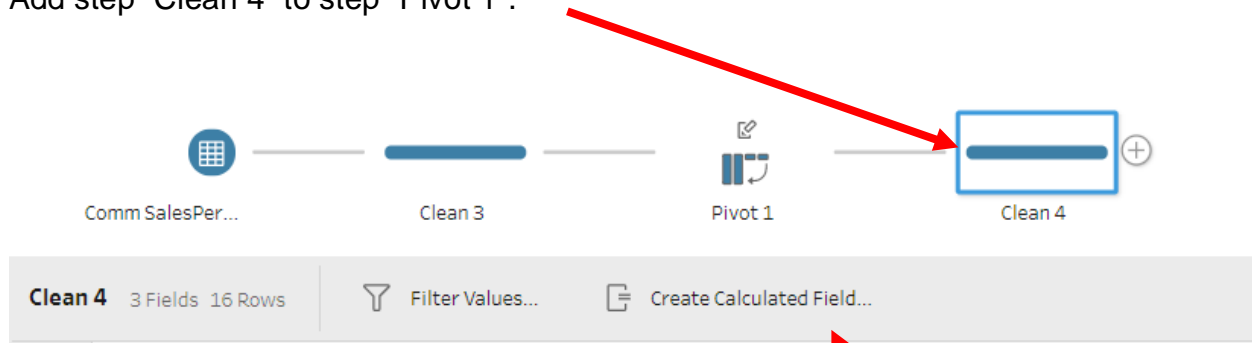 Add step "Clean 4" to step "Pivot 1".
Comm SalesPer...
Clean 3
Pivot 1
Clean 4
Clean 4 3 Fields 16 Rows Filter Values... Create Calculated Field...